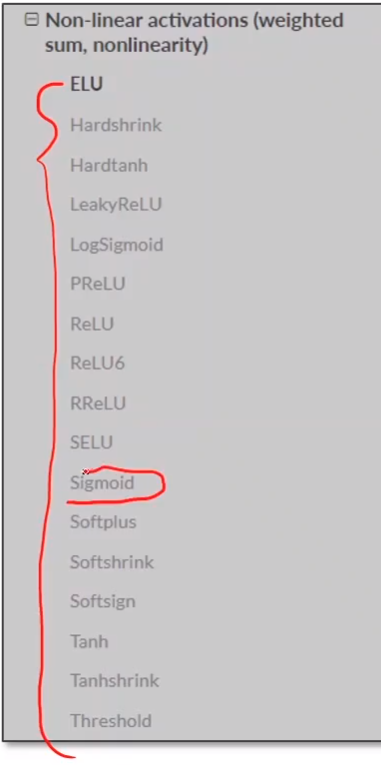 Non-linear activations (weighted
sum, nonlinearity)
ELU
Hardshrink
Hardtanh
LeakyReLU
LogSigmoid
PReLU
ReLU
ReLU6
RReLU
SELU
Sigmoid
Softplus
Softshrink
Softsign
Tanh
Tanhshrink
Threshold